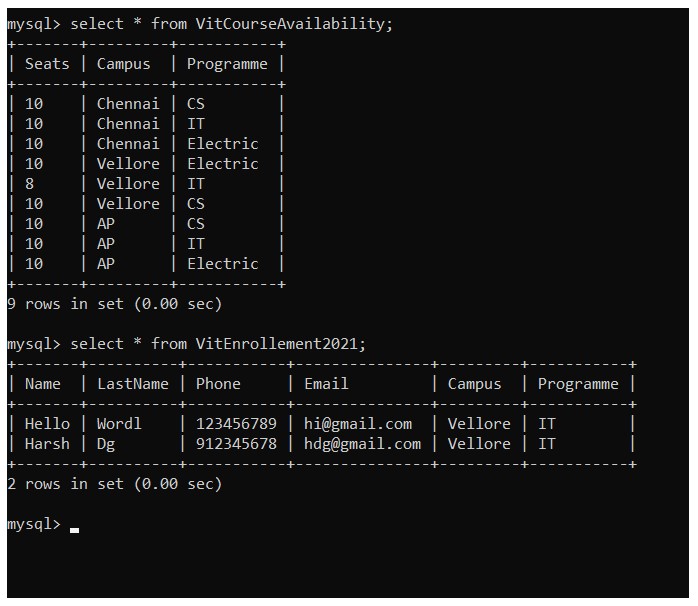 mysql> select * from VitCourseAvailability;
+-------+---------+-----------+
| Seats | Campus  | Programme |
+-------+---------+-----------+
| 10    | Chennai | CS        |
| 10    | Chennai | IT        |
| 10    | Chennai | Electric  |
| 10    | Vellore | Electric  |
| 8     | Vellore | IT        |
| 10    | Vellore | CS        |
| 10    | AP      | CS        |
| 10    | AP      | IT        |
| 10    | AP      | Electric  |
+-------+---------+-----------+
9 rows in set (0.00 sec)
mysql> select * from VitEnrollement2021;
+-------+----------+-----------+---------------+---------+-----------+
| Name  | LastName | Phone     | Email         | Campus  | Programme |
+-------+----------+-----------+---------------+---------+-----------+
| Hello | Wordl    | 123456789 | hi@gmail.com  | Vellore | IT        |
| Harsh | Dg       | 912345678 | hdg@gmail.com | Vellore | IT        |
+-------+----------+-----------+---------------+---------+-----------+
2 rows in set (0.00 sec)
mysql>